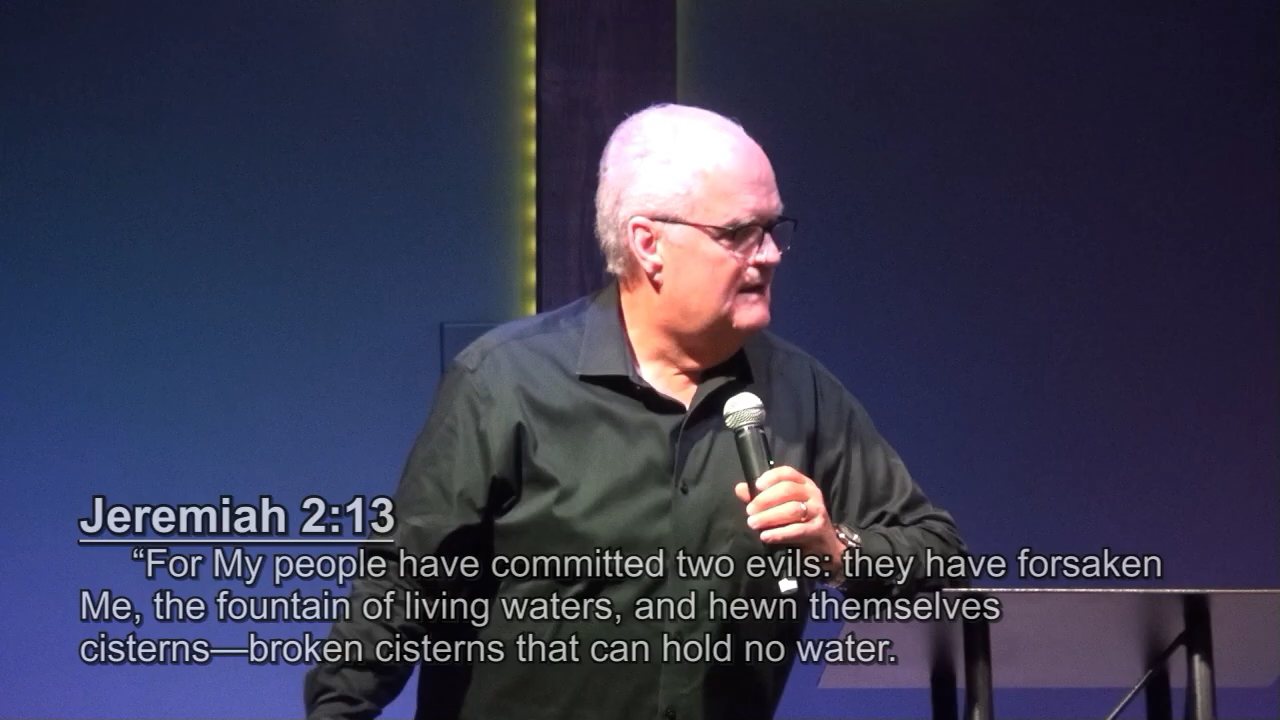 Jeremiah 2:13
“For My people have committed two evils: they have forsaken
Me, the fountain of living waters, and hewn themselves
cisterns—broken cisterns that can hold no water.